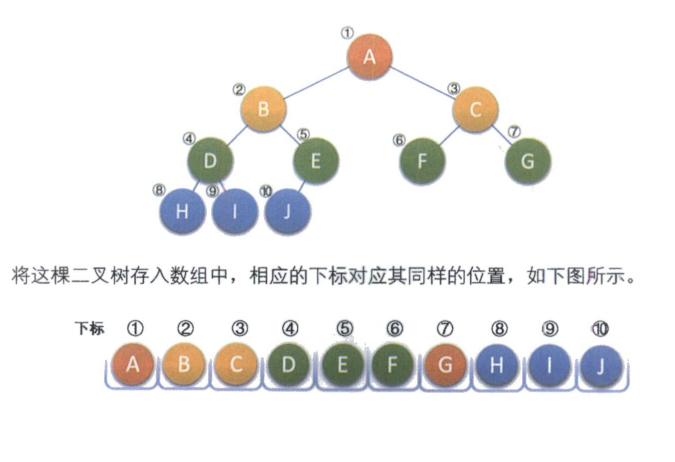 ①
A
② ③
B C
④ ⑤ ⑥ ⑦
D E F G
⑧ ⑨ ⑩
H I J
将这棵二叉树存入数组中，相应的下标对应其同样的位置，如下图所示。
下标 ① ② ③ ④ ⑤ ⑥ ⑦ ⑧ ⑨ ⑩
A B C D E F G H I J